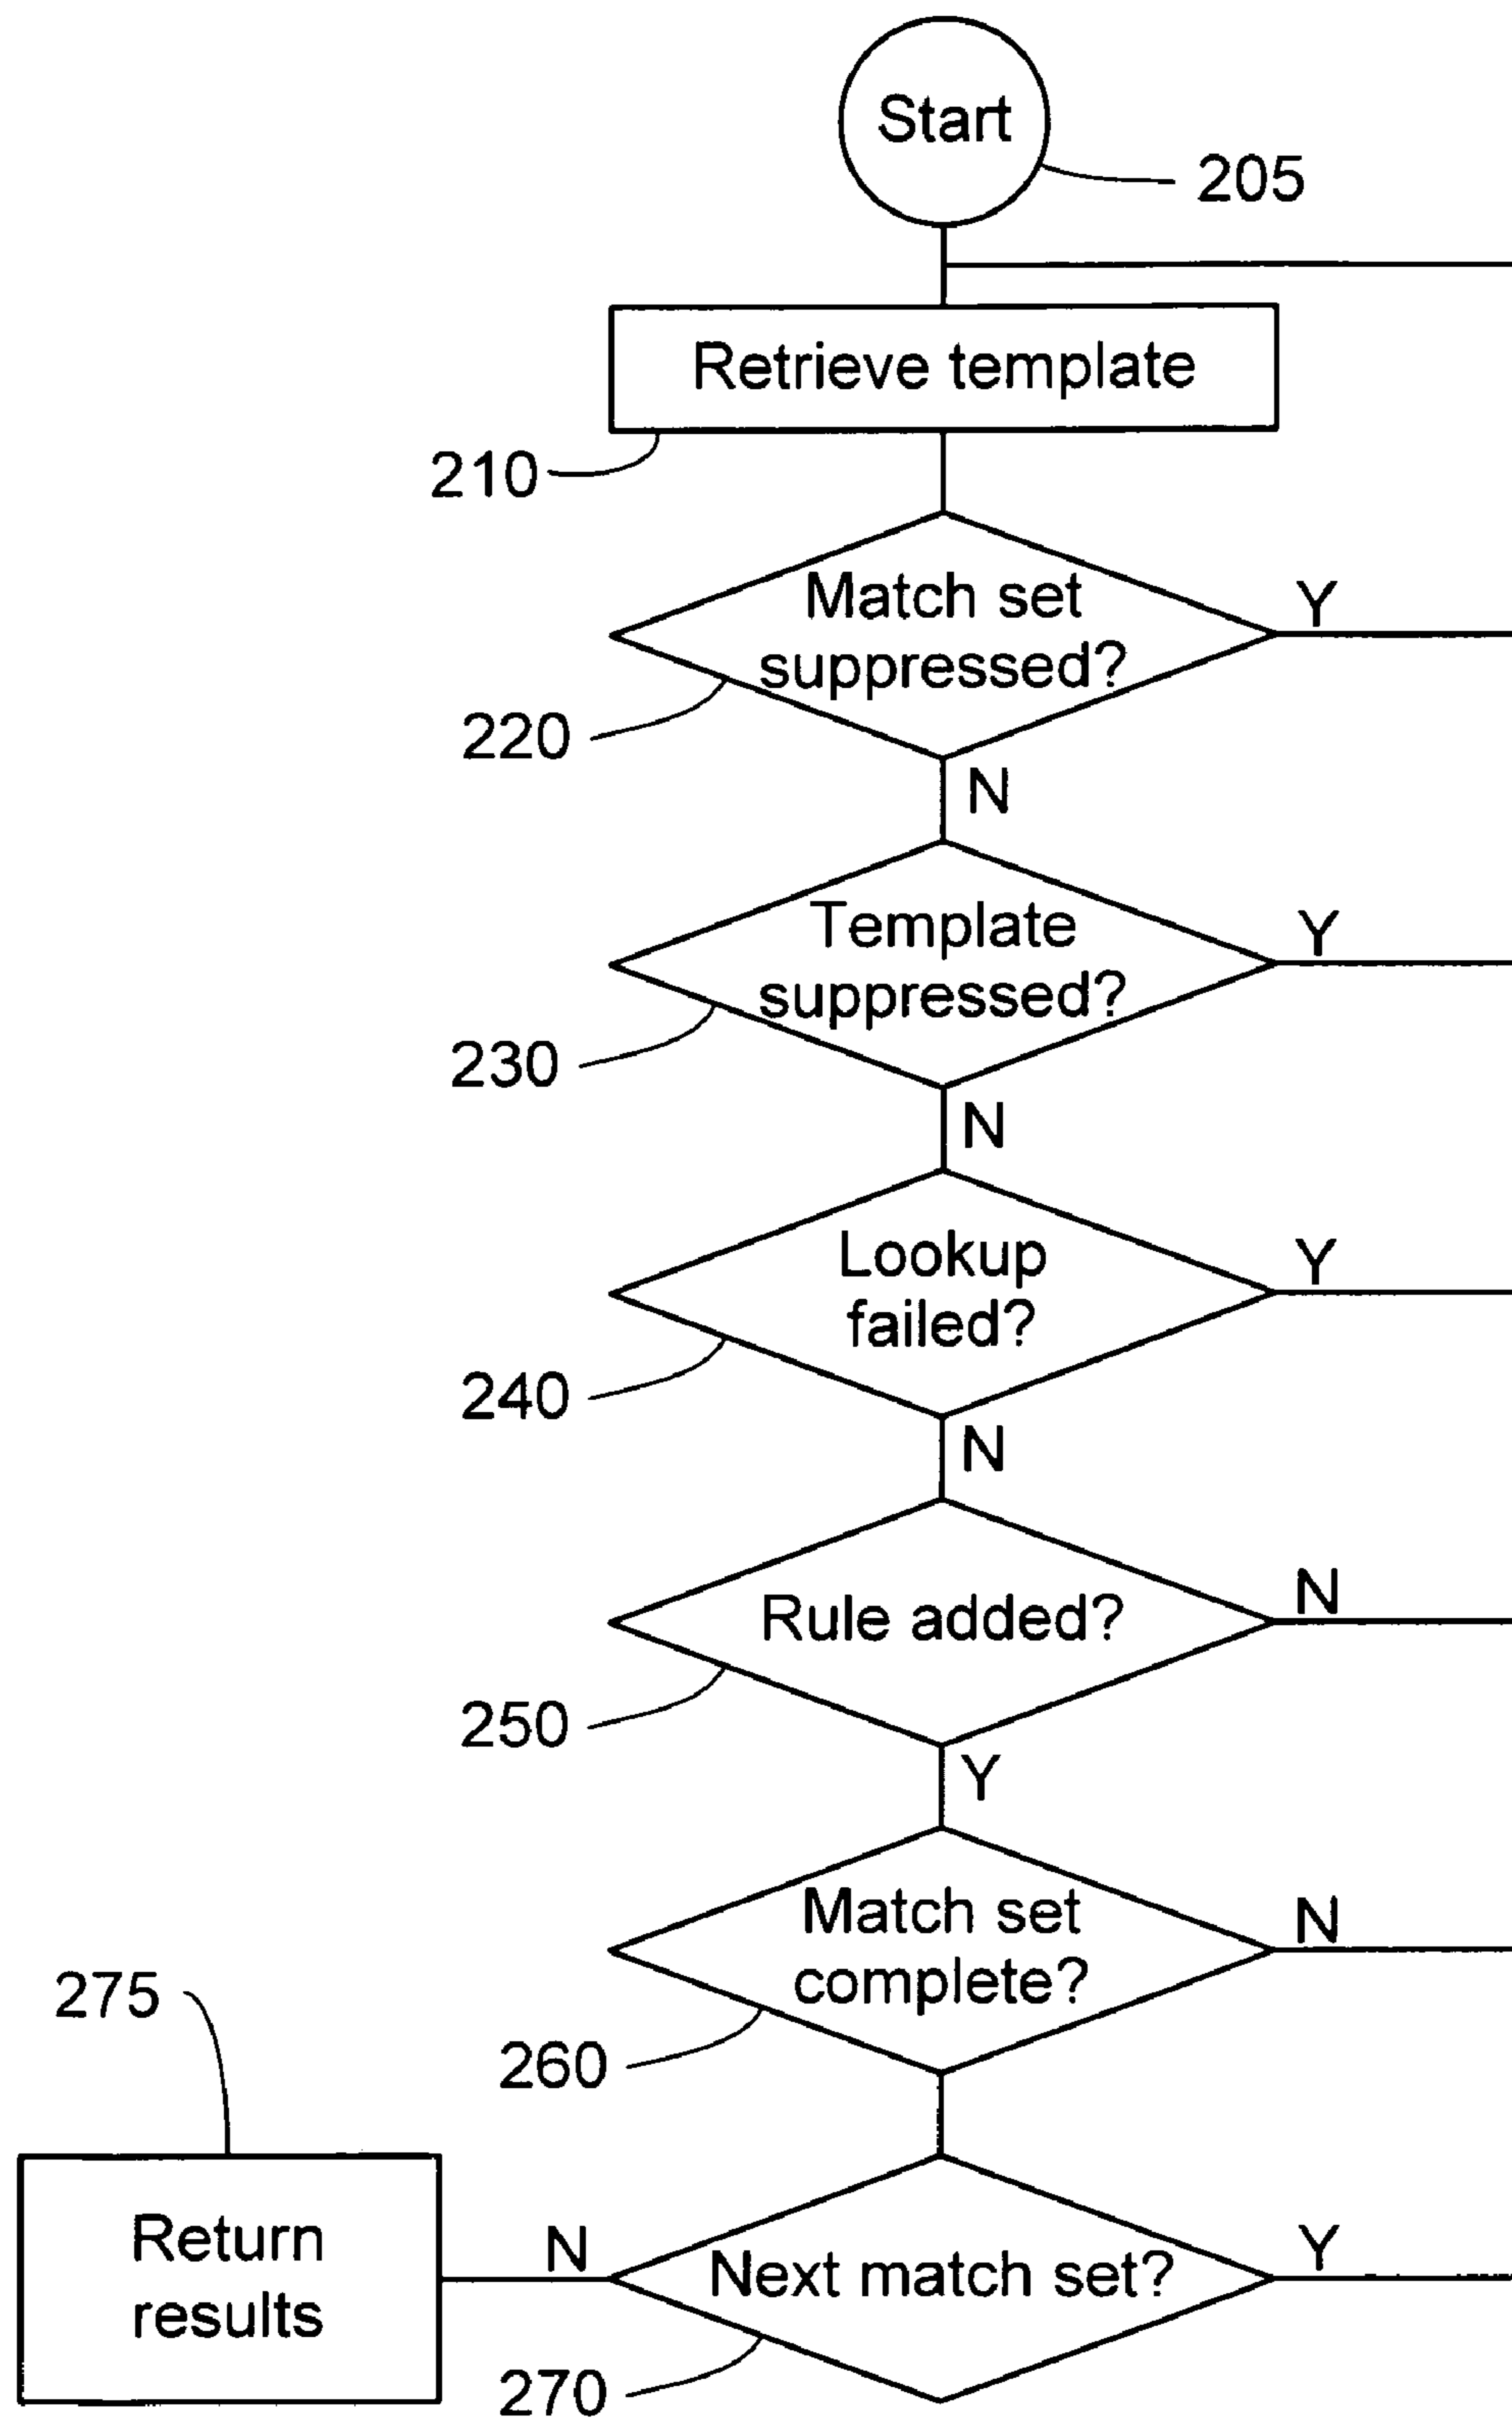 Start
205
Retrieve template
210
Match set
suppressed?
Y
220
N
Template
suppressed?
Y
230
N
Lookup
failed?
Y
240
N
Rule added?
N
250
Y
Match set
complete?
N
275
260
Return
results
N
Next match set?
Y
270